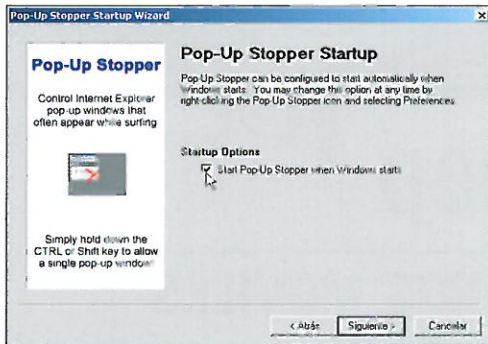 Pop-Up Stopper Startup Wizard
Pop-Up Stopper
Control Internet Explorer
pop-up windows that
often appear while surfing
Simply hold down the
CTRL or Shift key to allow
a single pop-up window
Pop-Up Stopper Startup
Pop-Up Stopper can be configured to start automatically when
Windows starts. You may change this option at any time by
right-clicking the Pop-Up Stopper icon and selecting Preferences
Startup Options
Start Pop-Up Stopper when Windows starts
< Atrás
Siguiente >
Cancelar